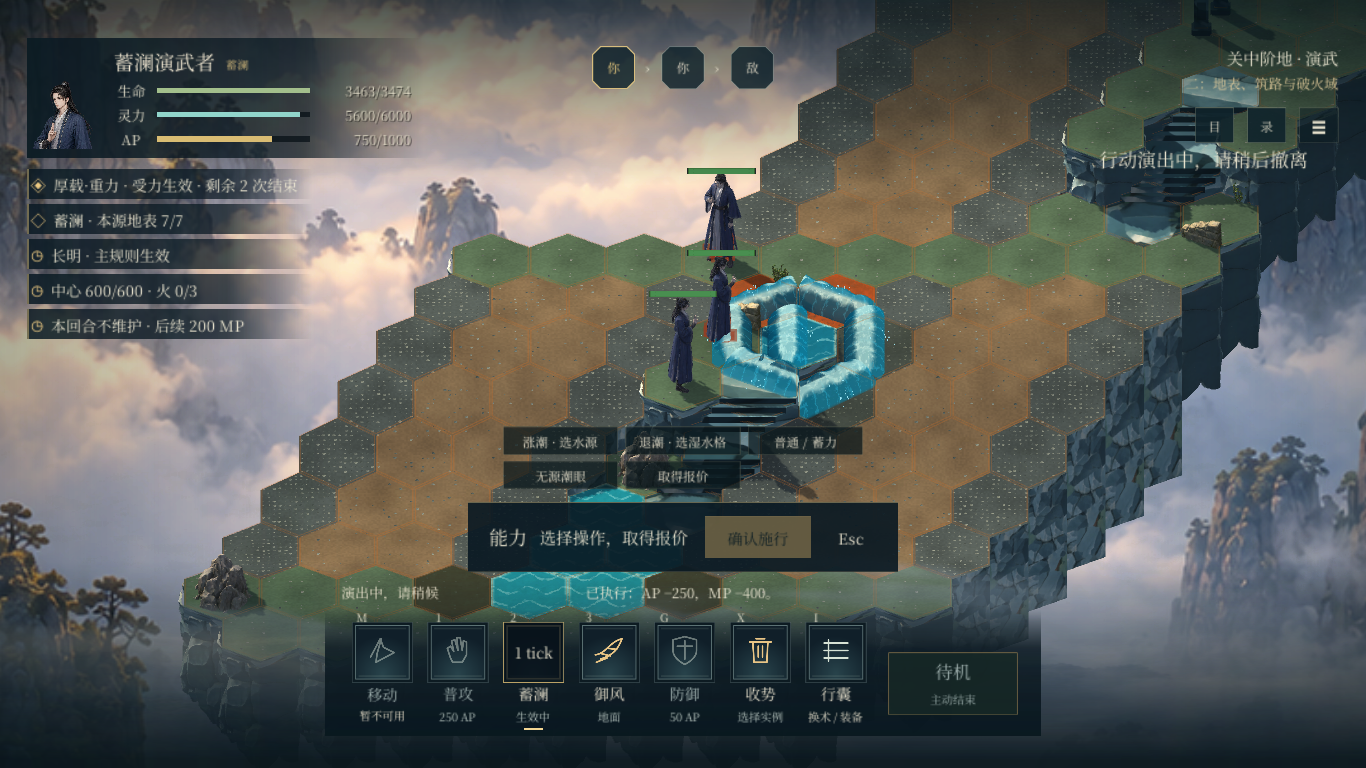 蓄澜演武者 蓄澜
生命 3463/3474
灵力 5600/6000
AP 750/1000
厚载·重力 · 受力生效 · 剩余 2 次结束
蓄澜 · 本源地表 7/7
长明 · 主规则生效
中心 600/600 · 火 0/3
本回合不维护 · 后续 200 MP
你 › 你 › 敌
关中阶地 · 演武
二：地表、筑路与破火域
目 录 ☰
行动演出中，请稍后撤离
涨潮 · 选水源 退潮 · 选湿水格 普通 / 蓄力
无源潮眼 取得报价
能力 选择操作，取得报价 确认施行 Esc
演出中，请稍候 已执行：AP −250，MP −400。
M 1 2 3 G X I
1 tick
移动 普攻 蓄澜 御风 防御 收势 行囊
暂不可用 250 AP 生效中 地面 50 AP 选择实例 换术 / 装备
待机
主动结束